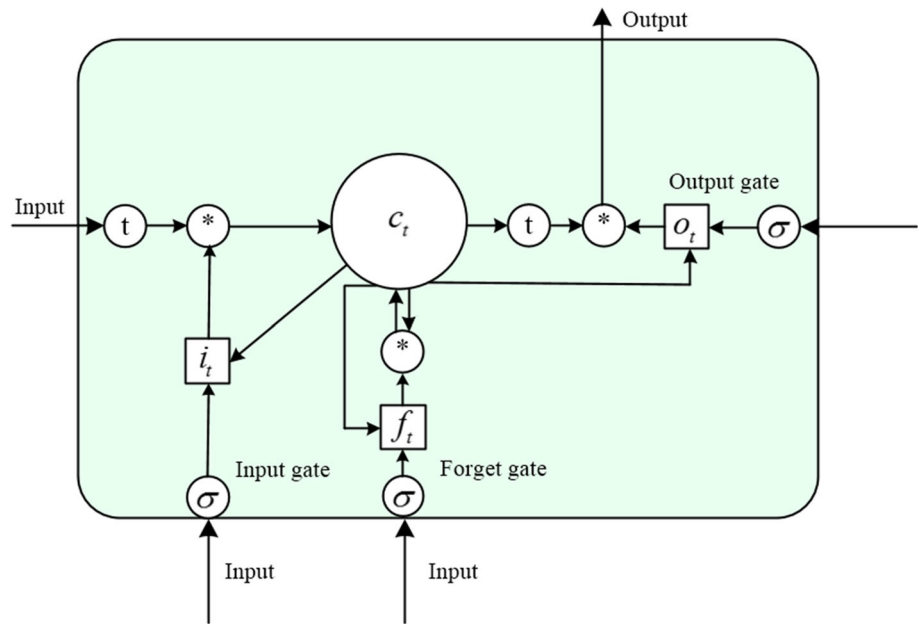 Output
Output gate
Input
t
*
c_t
t
*
o_t
σ
*
i_t
f_t
Input gate
Forget gate
σ
σ
Input
Input